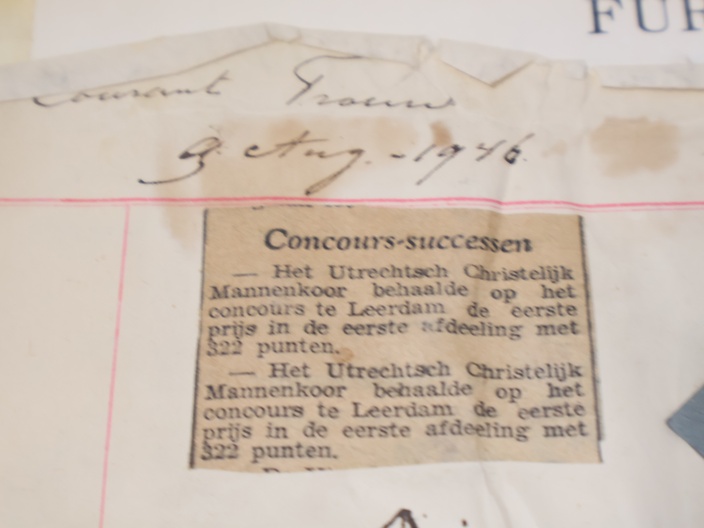 FUR
Courant Trouw
9 Aug. - 1946.
Concours-successen
— Het Utrechtsch Christelijk
Mannenkoor behaalde op het
concours te Leerdam de eerste
prijs in de eerste afdeeling met
322 punten.
— Het Utrechtsch Christelijk
Mannenkoor behaalde op het
concours te Leerdam de eerste
prijs in de eerste afdeeling met
322 punten.